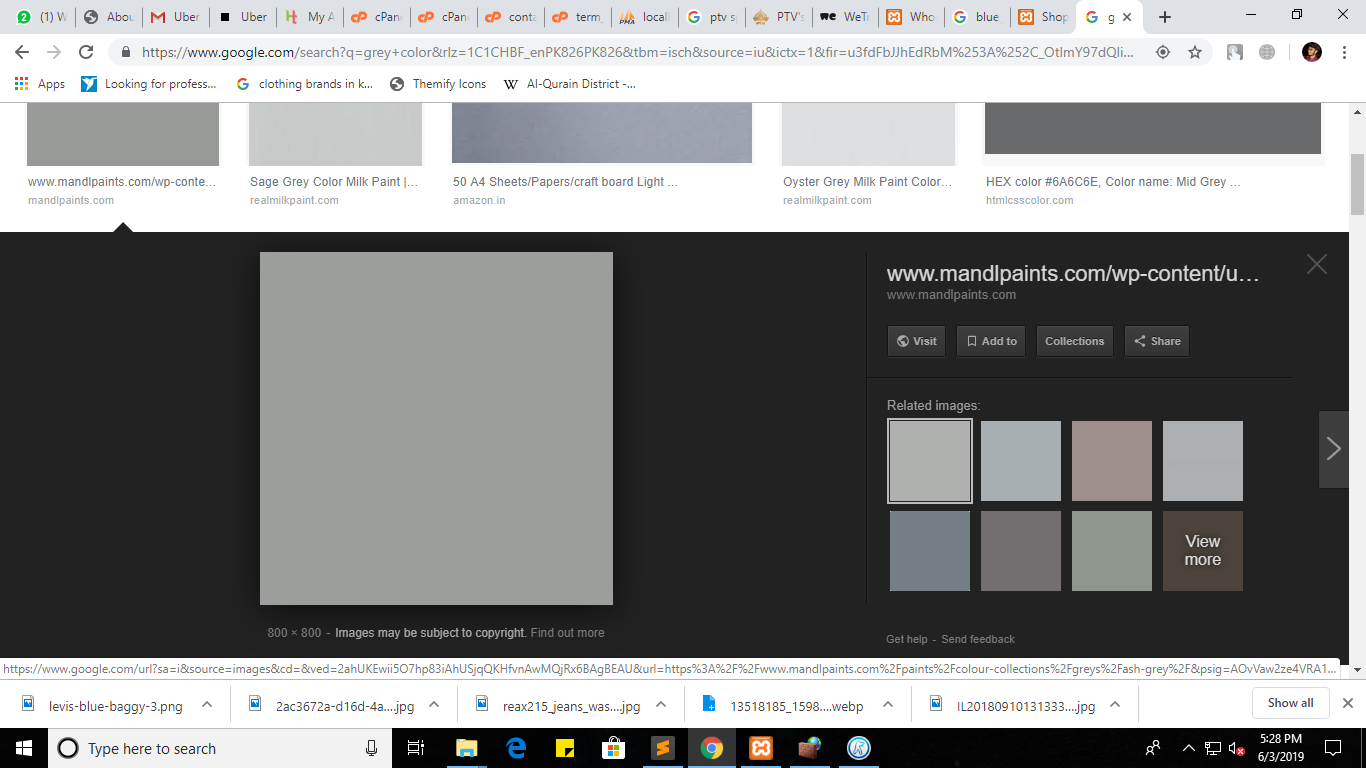 (1) W
Abou
Uber
Uber
My A
cPan
cPan
conta
term_
locall
ptv s
PTV's
WeTr
Who
blue
Shop
g
https://www.google.com/search?q=grey+color&rlz=1C1CHBF_enPK826PK826&tbm=isch&source=iu&ictx=1&fir=u3fdFbJJhEdRbM%253A%252C_OtlmY97dQli...
Apps
Looking for profess...
clothing brands in k...
Themify Icons
Al-Qurain District -...
www.mandlpaints.com/wp-conte...
mandlpaints.com
Sage Grey Color Milk Paint |...
realmilkpaint.com
50 A4 Sheets/Papers/craft board Light ...
amazon.in
Oyster Grey Milk Paint Color...
realmilkpaint.com
HEX color #6A6C6E, Color name: Mid Grey ...
htmlcsscolor.com
www.mandlpaints.com/wp-content/u...
www.mandlpaints.com
Visit
Add to
Collections
Share
Related images:
View
more
800 × 800 - Images may be subject to copyright. Find out more
Get help - Send feedback
https://www.google.com/url?sa=i&source=images&cd=&ved=2ahUKEwii5O7hp83iAhUSjqQKHfvnAwMQjRx6BAgBEAU&url=https%3A%2F%2Fwww.mandlpaints.com%2Fpaints%2Fcolour-collections%2Fgreys%2Fash-grey%2F&psig=AOvVaw2ze4VRA1...
levis-blue-baggy-3.png
2ac3672a-d16d-4a....jpg
reax215_jeans_was....jpg
13518185_1598....webp
IL20180910131333....jpg
Show all
Type here to search
5:28 PM
6/3/2019